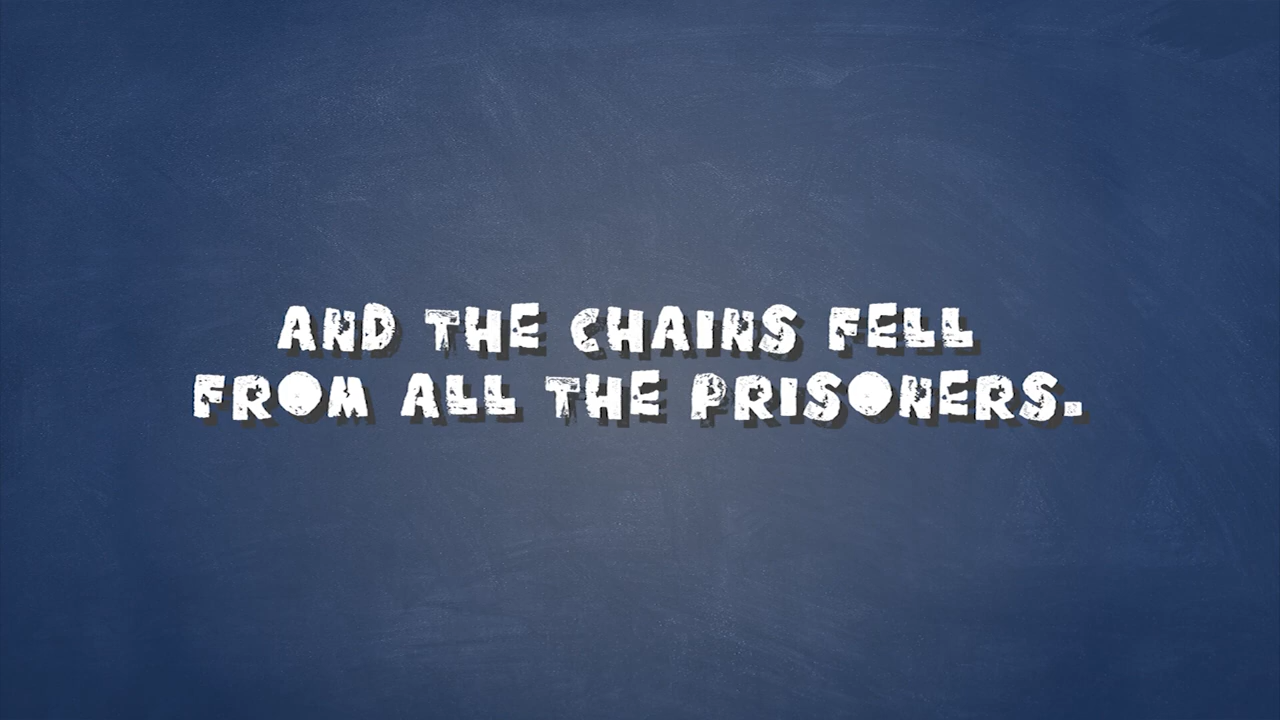 AND THE CHAINS FELL
FROM ALL THE PRISONERS.